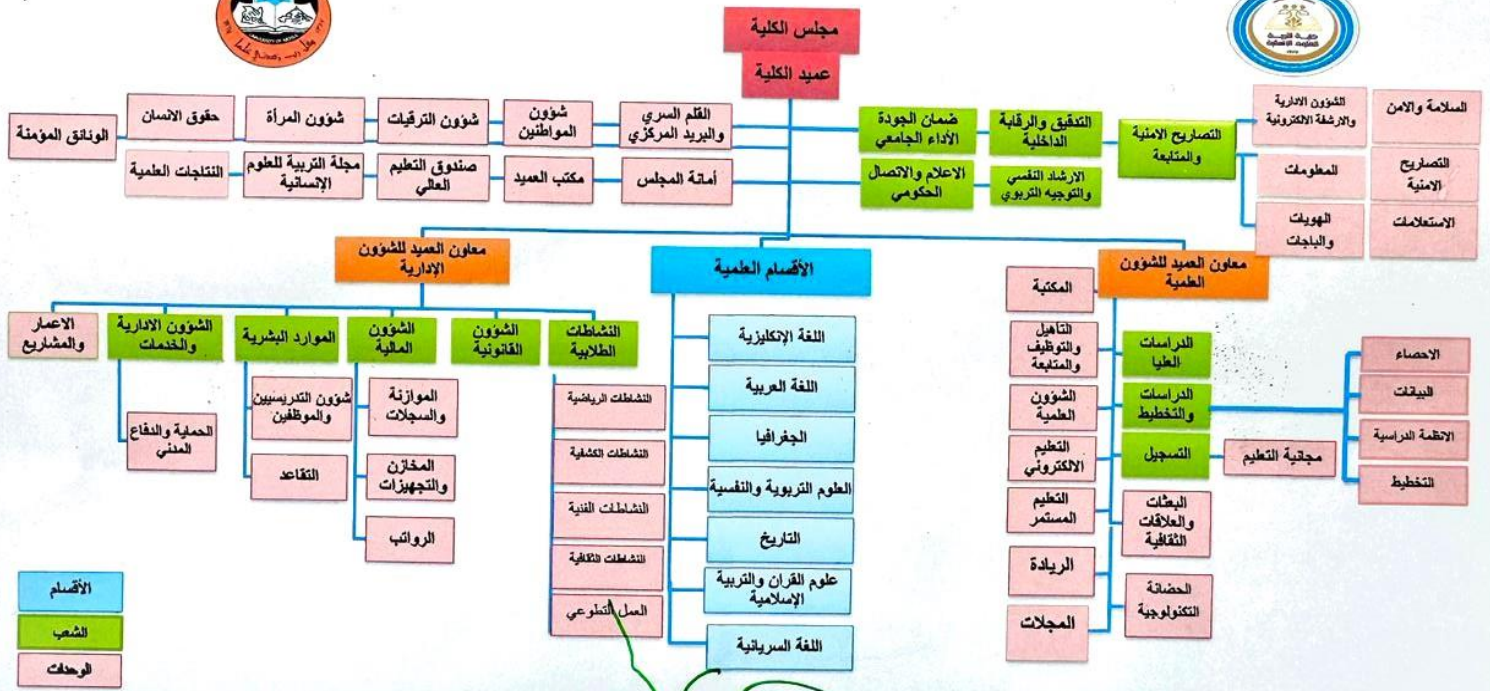 UNIVERSITY OF MOSUL
مجلس الكلية
عميد الكلية
السلامة والامن
الشؤون الادارية
والارشفة الالكترونية
التصاريح الامنية
والمتابعة
التدقيق والرقابة
الداخلية
ضمان الجودة
الأداء الجامعي
القلم السري
والبريد المركزي
شؤون
المواطنين
شؤون الترقيات
شؤون المرأة
حقوق الانسان
الوثائق المؤمنة
التصاريح
الامنية
المعلومات
الارشاد النفسي
والتوجيه التربوي
الاعلام والاتصال
الحكومي
أمانة المجلس
مكتب العميد
صندوق التعليم
العالي
مجلة التربية للعلوم
الإنسانية
النتاجات العلمية
الاستعلامات
الهويات
والباجات
معاون العميد للشؤون
العلمية
الأقسام العلمية
معاون العميد للشؤون
الإدارية
المكتبة
التأهيل
والتوظيف
والمتابعة
الشؤون
العلمية
التعليم
الالكتروني
التعليم
المستمر
الريادة
المجلات
الدراسات
العليا
الدراسات
والتخطيط
التسجيل
مجانية التعليم
البعثات
والعلاقات
الثقافية
الحضانة
التكنولوجية
الاحصاء
البيانات
الانظمة الدراسية
التخطيط
اللغة الإنكليزية
اللغة العربية
الجغرافيا
العلوم التربوية والنفسية
التاريخ
علوم القران والتربية
الإسلامية
اللغة السريانية
النشاطات
الطلابية
الشؤون
القانونية
الشؤون
المالية
الموارد البشرية
الشؤون الادارية
والخدمات
الاعمار
والمشاريع
النشاطات الرياضية
النشاطات الكشفية
النشاطات الفنية
النشاطات الثقافية
العمل التطوعي
الموازنة
والسجلات
المخازن
والتجهيزات
الرواتب
شؤون التدريسيين
والموظفين
التقاعد
الحماية والدفاع
المدني
الأقسام
الشعب
الوحدات